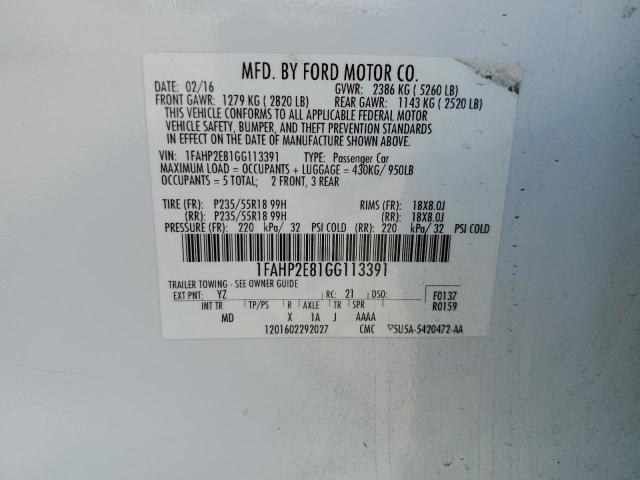 MFD. BY FORD MOTOR CO.
DATE: 02/16 GVWR: 2386 KG ( 5260 LB)
FRONT GAWR: 1279 KG ( 2820 LB) REAR GAWR: 1143 KG ( 2520 LB)
THIS VEHICLE CONFORMS TO ALL APPLICABLE FEDERAL MOTOR
VEHICLE SAFETY, BUMPER, AND THEFT PREVENTION STANDARDS
IN EFFECT ON THE DATE OF MANUFACTURE SHOWN ABOVE.
VIN: 1FAHP2E81GG113391 TYPE: Passenger Car
MAXIMUM LOAD = OCCUPANTS + LUGGAGE = 430KG/ 950LB
OCCUPANTS = 5 TOTAL; 2 FRONT, 3 REAR
TIRE (FR): P235/55R18 99H RIMS (FR): 18X8.0J
(RR): P235/55R18 99H (RR): 18X8.0J
PRESSURE (FR): 220 kPa/ 32 PSI COLD (RR): 220 kPa/ 32 PSI COLD
1FAHP2E81GG113391
TRAILER TOWING - SEE OWNER GUIDE
EXT PNT: YZ RC: 21 DSO: F0137
INT TR TP/PS R AXLE TR SPR R0159
MD X 1A J AAAA
1201602292027 CMC ▽5U5A-5420472-AA